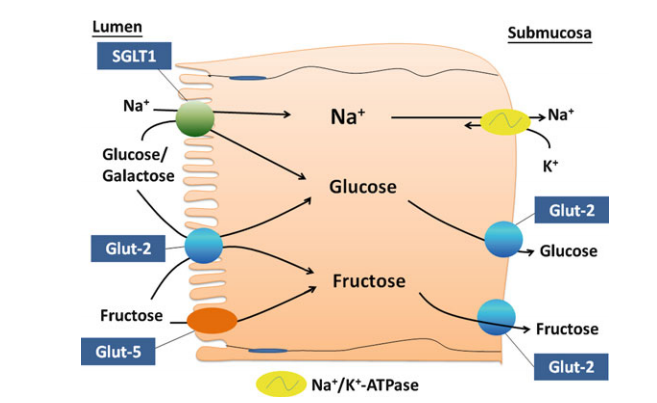 Lumen
Submucosa
SGLT1
Na⁺
Na⁺
Na⁺
Glucose/
Galactose
K⁺
Glucose
Glut-2
Glut-2
Glucose
Fructose
Fructose
Fructose
Glut-5
Glut-2
Na⁺/K⁺-ATPase